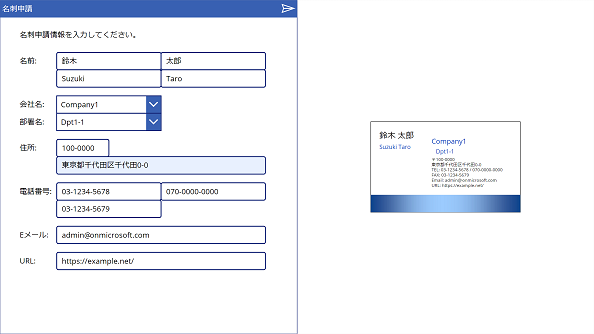 名刺申請
名刺申請情報を入力してください。
名前: 鈴木 太郎
Suzuki Taro
会社名: Company1
部署名: Dpt1-1
住所: 100-0000
東京都千代田区千代田0-0
電話番号: 03-1234-5678 070-0000-0000
03-1234-5679
Eメール: admin@onmicrosoft.com
URL: https://example.net/
鈴木 太郎
Suzuki Taro
Company1
Dpt1-1
〒100-0000
東京都千代田区千代田0-0
TEL: 03-1234-5678 / 070-0000-0000
FAX: 03-1234-5679
Email: admin@onmicrosoft.com
URL: https://example.net/